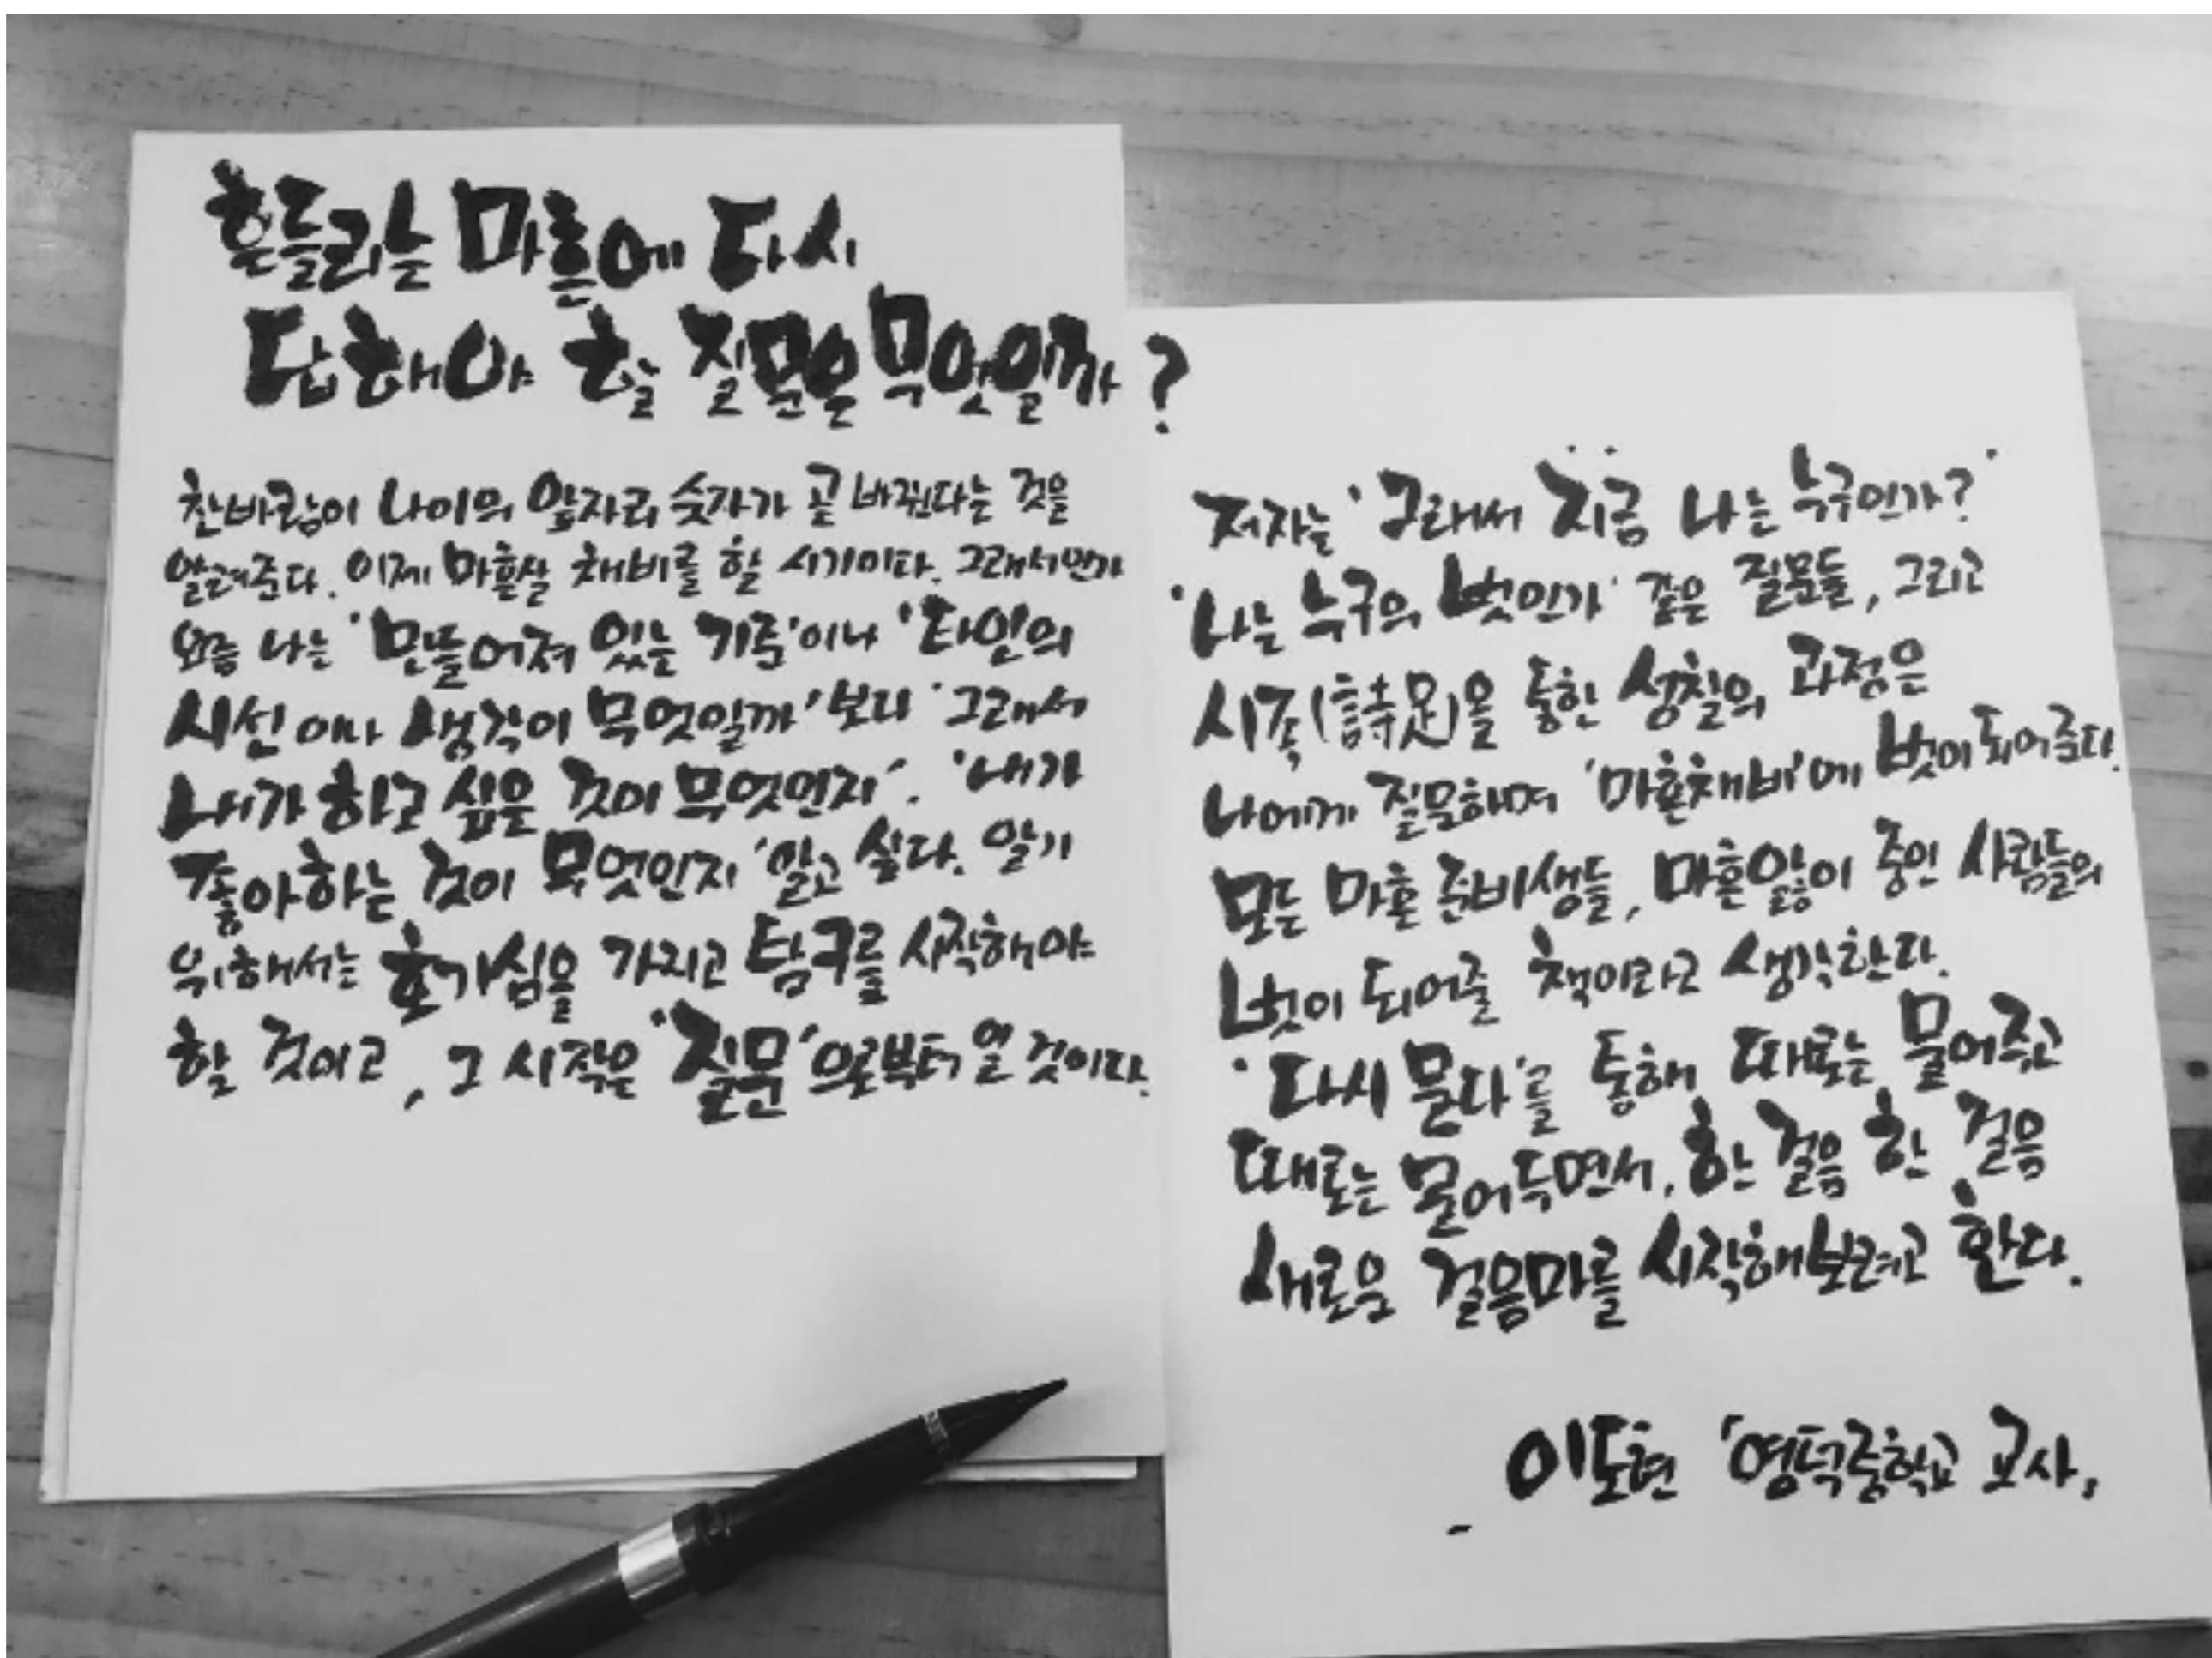 흔들리는 마흔에 다시
답해야 할 질문은 무엇일까?
찬바람이 나이의 앞자리 숫자가 곧 바뀐다는 것을
알려준다. 이제 마흔살 채비를 할 시기이다. 그래서인가
요즘 나는 '만들어져 있는 기준'이나 '타인의
시선이나 생각이 무엇일까'보다 '그래서
내가 하고 싶은 것이 무엇인지'. '내가
좋아하는 것이 무엇인지' 알고 싶다. 알기
위해서는 호기심을 가지고 탐구를 시작해야
할 것이고, 그 시작은 '질문'으로부터 일 것이다.
저자는 '그래서 지금 나는 누구인가?'
'나는 누구의 벗인가' 같은 질문들, 그리고
시족(詩足)을 통한 성찰의 과정은
나에게 질문하며 '마흔채비'에 벗이 되어준다.
모든 마흔 준비생들, 마흔앓이 중인 사람들의
벗이 되어줄 책이라고 생각한다.
'다시 묻다'를 통해 때로는 물어주고
때로는 묻어두면서, 한 걸음 한 걸음
새로운 걸음마를 시작해보려고 한다.
- 이도현 '영덕중학교 교사,